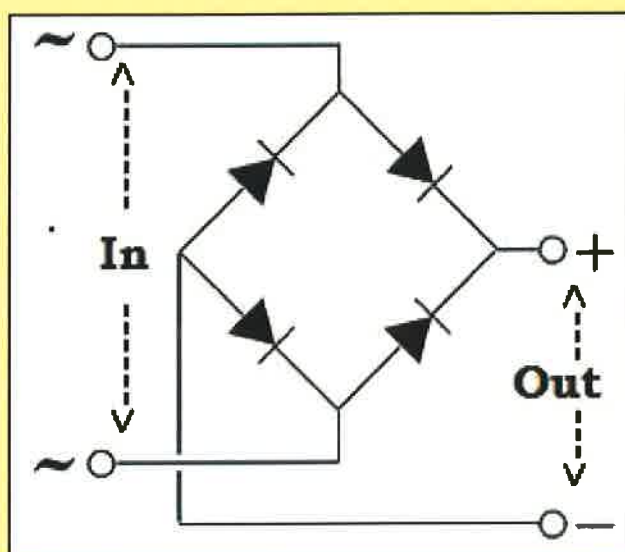 ~
In
+
Out
~
—